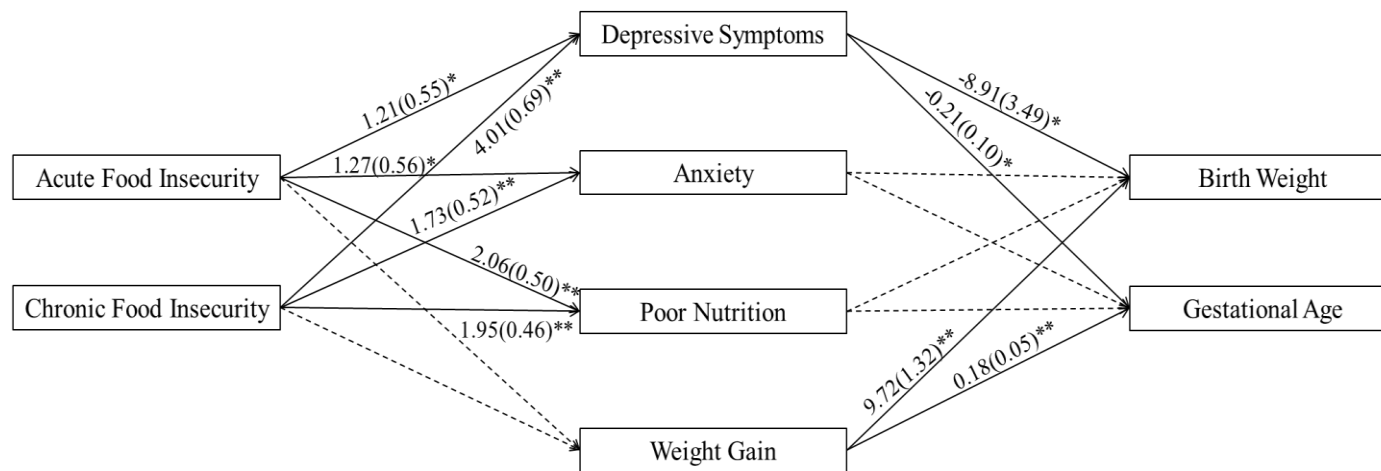 Depressive Symptoms
1.21(0.55)*
4.01(0.69)**
-8.91(3.49)*
-0.21(0.10)*
Acute Food Insecurity
1.27(0.56)*
Anxiety
Birth Weight
1.73(0.52)**
2.06(0.50)**
Chronic Food Insecurity
Poor Nutrition
Gestational Age
1.95(0.46)**
9.72(1.32)**
0.18(0.05)**
Weight Gain